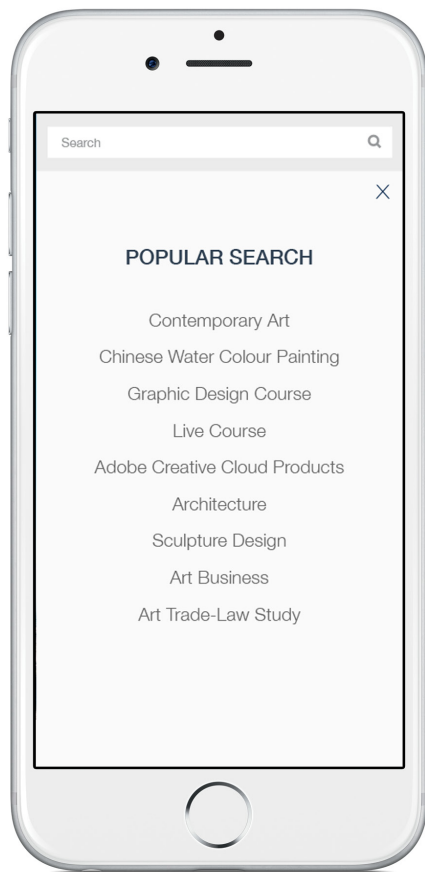 Search
POPULAR SEARCH
Contemporary Art
Chinese Water Colour Painting
Graphic Design Course
Live Course
Adobe Creative Cloud Products
Architecture
Sculpture Design
Art Business
Art Trade-Law Study